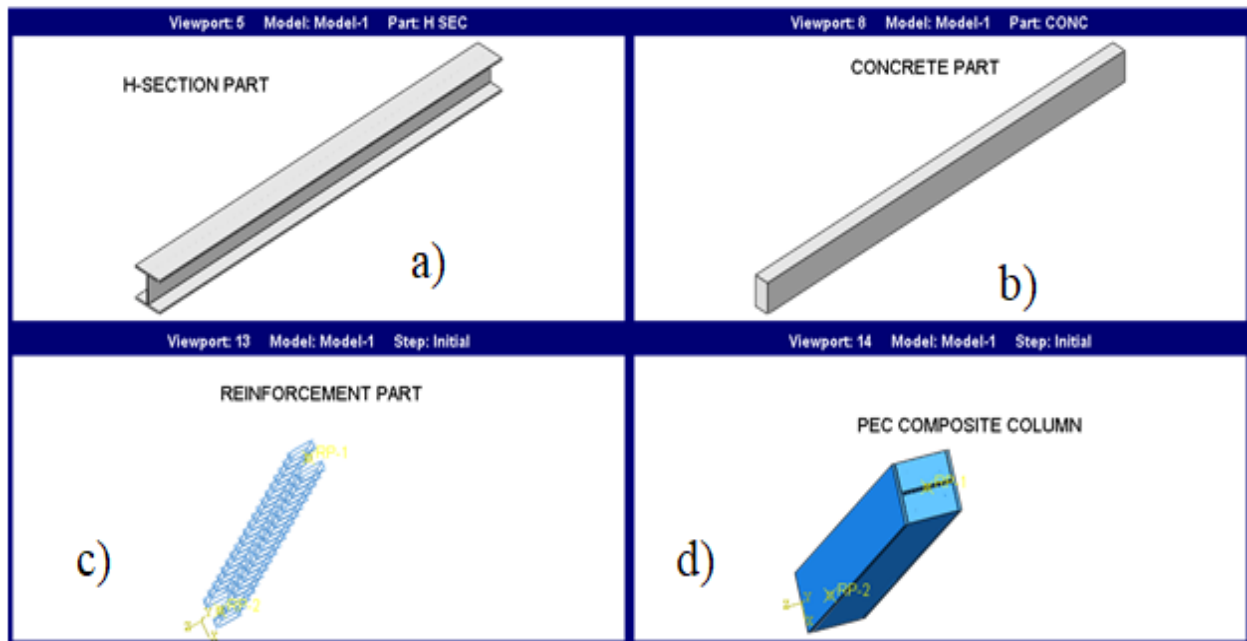 Viewport: 5 Model: Model-1 Part: H SEC
H-SECTION PART
a)
Viewport: 8 Model: Model-1 Part: CONC
CONCRETE PART
b)
Viewport: 13 Model: Model-1 Step: Initial
REINFORCEMENT PART
RP-1
c)
RP-2
Z
Y
Viewport: 14 Model: Model-1 Step: Initial
PEC COMPOSITE COLUMN
RP-1
d)
RP-2
Z
Y